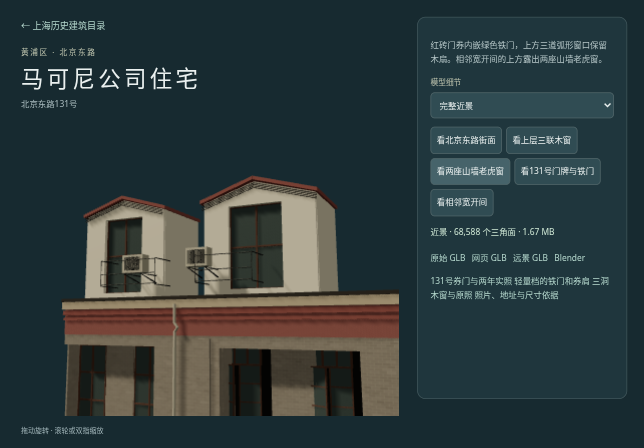 ← 上海历史建筑目录
黄浦区 · 北京东路
马可尼公司住宅
北京东路131号
拖动旋转 · 滚轮或双指缩放
红砖门券内嵌绿色铁门，上方三道弧形窗口保留
木扇。相邻宽开间的上方露出两座山墙老虎窗。
模型细节
完整近景
看北京东路街面
看上层三联木窗
看两座山墙老虎窗
看131号门牌与铁门
看相邻宽开间
近景 · 68,588 个三角面 · 1.67 MB
原始 GLB 网页 GLB 远景 GLB Blender
131号券门与两年实照 轻量档的铁门和券肩 三洞
木窗与原照 照片、地址与尺寸依据